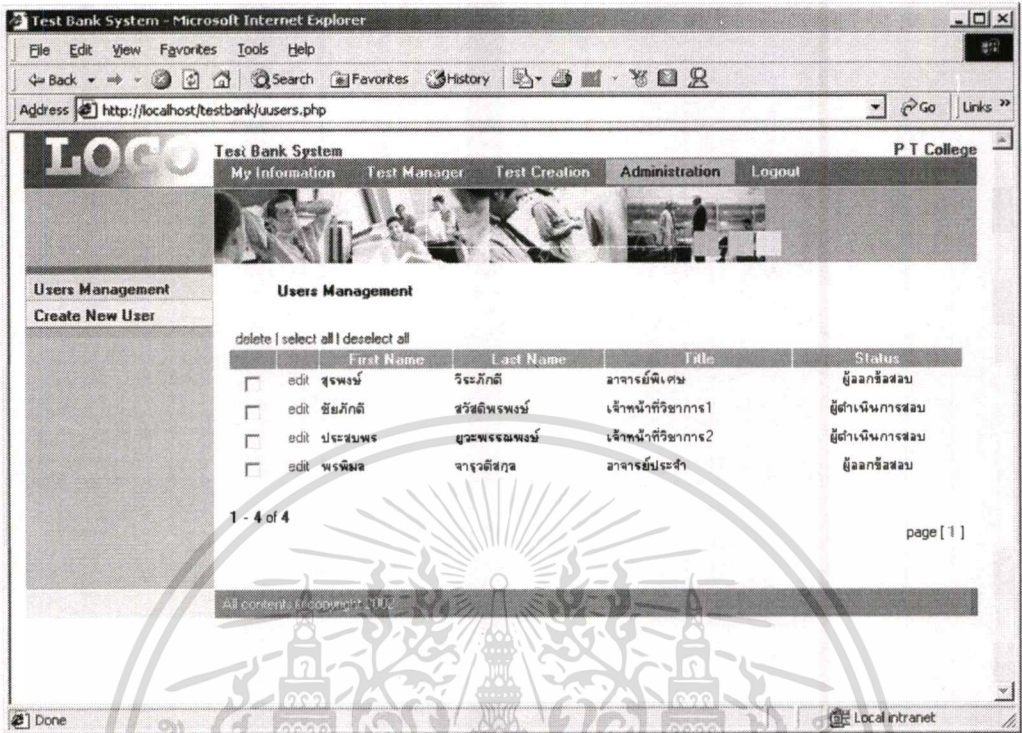 Test Bank System - Microsoft Internet Explorer
File Edit View Favorites Tools Help
Back Search Favorites History
Address http://localhost/testbank/uusers.php Go Links »
LOGO Test Bank System P T College
My Information Test Manager Test Creation Administration Logout
Users Management
Create New User
Users Management
delete | select all | deselect all
First Name Last Name Title Status
edit สุรพงษ์ วีระภักดี อาจารย์พิเศษ ผู้ออกข้อสอบ
edit ชัยภักดี สวัสดิพรพงษ์ เจ้าหน้าที่วิชาการ1 ผู้ดำเนินการสอบ
edit ประสบพร ยุวะพรรณพงษ์ เจ้าหน้าที่วิชาการ2 ผู้ดำเนินการสอบ
edit พรพิมล จารุวดีสกุล อาจารย์ประจำ ผู้ออกข้อสอบ
1 - 4 of 4
page [ 1 ]
All contents © copyright 2002
Done Local intranet